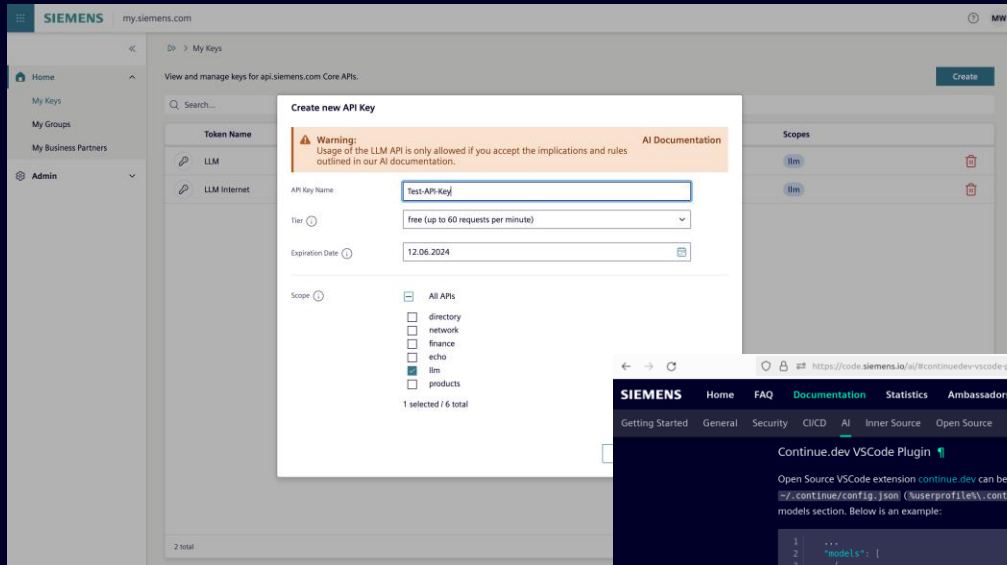 SIEMENS my.siemens.com MW
My Keys
Home
My Keys
My Groups
My Business Partners
Admin
View and manage keys for api.siemens.com Core APIs.
Create
Search...
Token Name Scopes
LLM llm
LLM Internet llm
2 total
Create new API Key
Warning: AI Documentation
Usage of the LLM API is only allowed if you accept the implications and rules
outlined in our AI documentation.
API Key Name Test-API-Key
Tier free (up to 60 requests per minute)
Expiration Date 12.06.2024
Scope All APIs
directory
network
finance
echo
llm
products
1 selected / 6 total
https://code.siemens.io/ai/#continuedev-vscode-p
SIEMENS Home FAQ Documentation Statistics Ambassadors
Getting Started General Security CI/CD AI Inner Source Open Source
Continue.dev VSCode Plugin ¶
Open Source VSCode extension continue.dev can be
~/.continue/config.json (%userprofile%\.cont
models section. Below is an example:
1 ...
2 "models": [
3 {